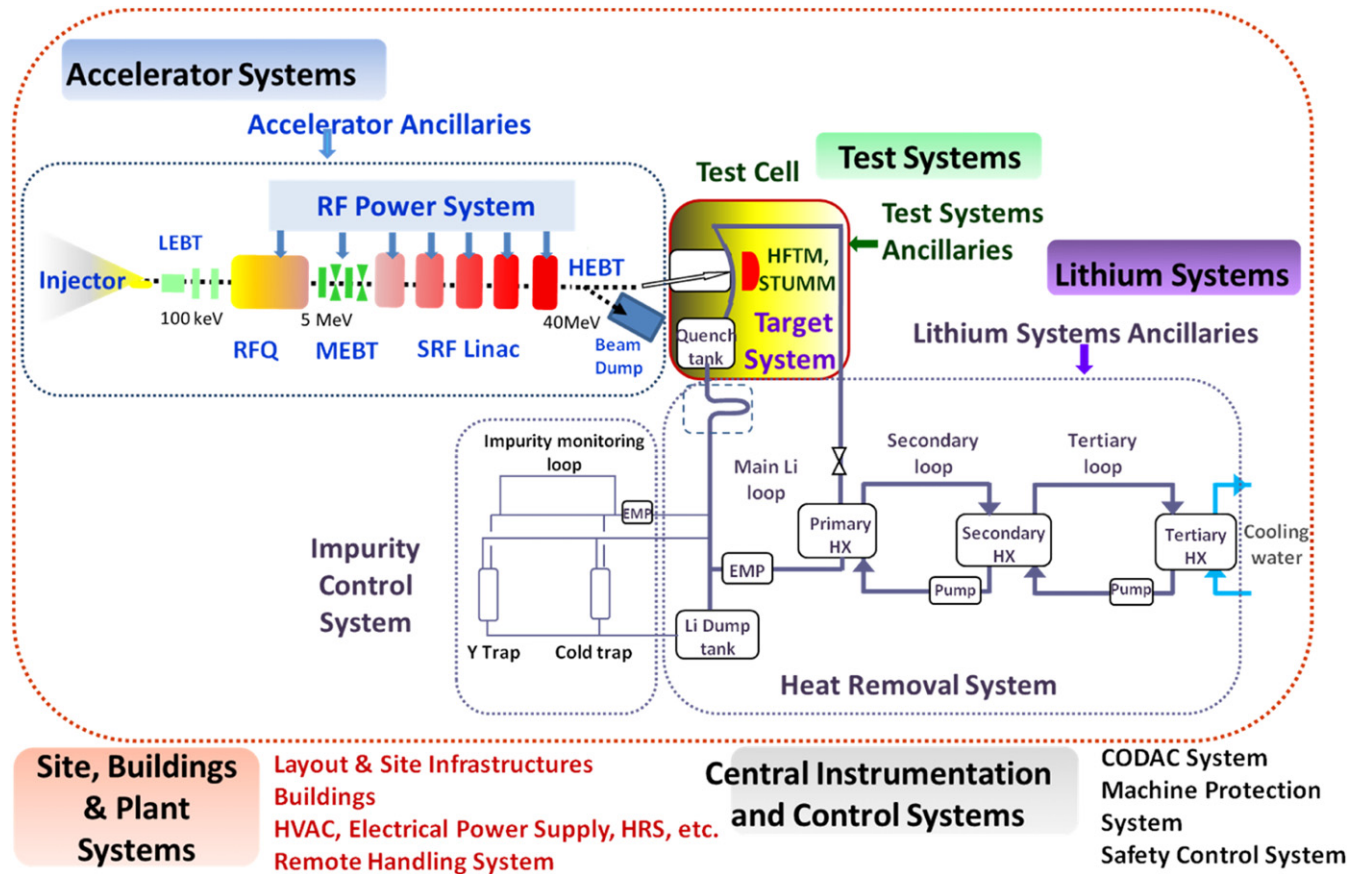 Accelerator Systems
Accelerator Ancillaries
RF Power System
LEBT
Injector
100 keV
RFQ
5 MeV
MEBT
SRF Linac
HEBT
40MeV
Beam
Dump
Test Cell
Test Systems
Test Systems
Ancillaries
HFTM,
STUMM
Target
System
Quench
tank
Lithium Systems
Lithium Systems Ancillaries
Impurity monitoring
loop
EMP
Impurity
Control
System
Y Trap
Cold trap
Main Li
loop
Secondary
loop
Tertiary
loop
Primary
HX
Secondary
HX
Tertiary
HX
Cooling
water
EMP
Pump
Pump
Li Dump
tank
Heat Removal System
Site, Buildings
& Plant
Systems
Layout & Site Infrastructures
Buildings
HVAC, Electrical Power Supply, HRS, etc.
Remote Handling System
Central Instrumentation
and Control Systems
CODAC System
Machine Protection
System
Safety Control System